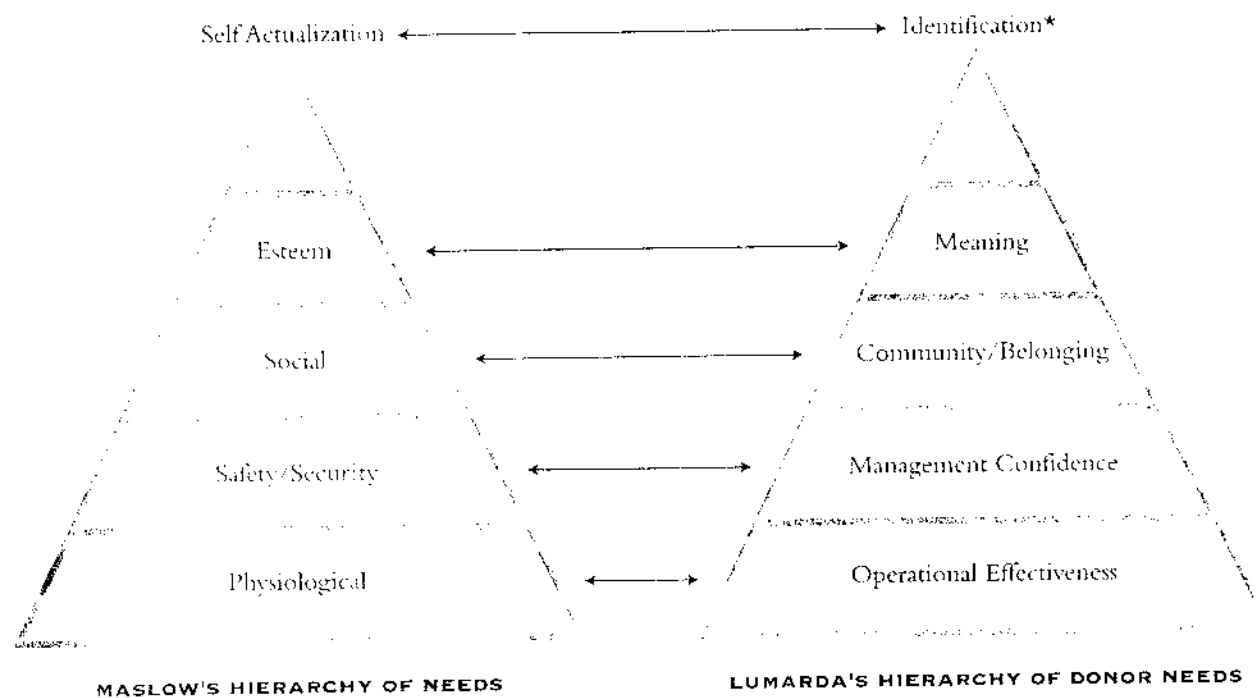 Self Actualization Identification*
Esteem Meaning
Social Community/Belonging
Safety/Security Management Confidence
Physiological Operational Effectiveness
MASLOW'S HIERARCHY OF NEEDS LUMARDA'S HIERARCHY OF DONOR NEEDS